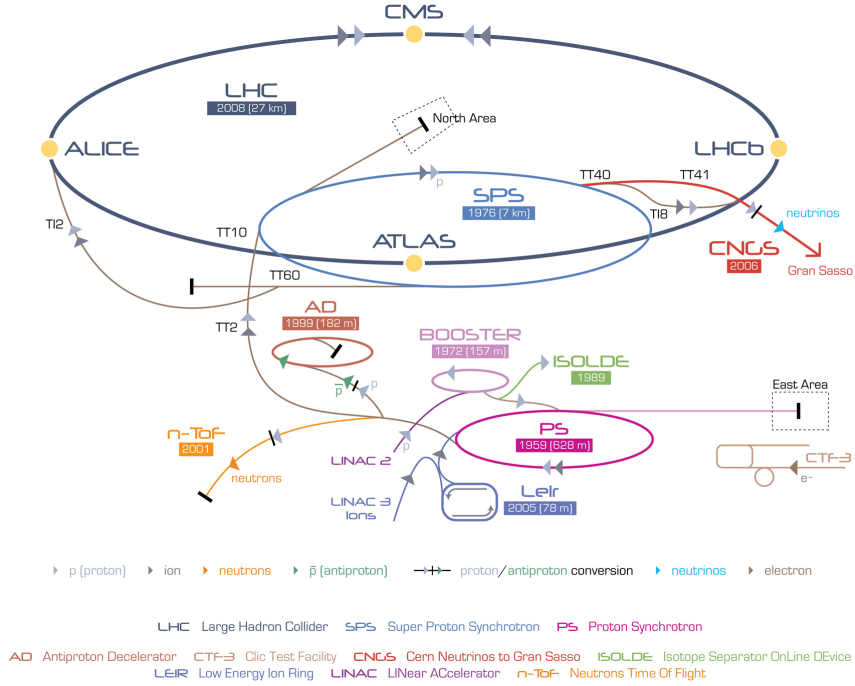 CMS
LHC
2008 (27 km)
North Area
ALICE
LHCb
TT40
TT41
p
SPS
1976 (7 km)
TI8
neutrinos
TI2
TT10
ATLAS
CNGS
2006
Gran Sasso
TT60
AD
1999 (182 m)
TT2
BOOSTER
1972 (157 m)
ISOLDE
1989
p
p̅
East Area
n-ToF
2001
PS
1959 (628 m)
p
LINAC 2
neutrons
CTF-3
e-
LINAC 3
Ions
Leir
2005 (78 m)
p (proton) ion neutrons p̅ (antiproton) proton/antiproton conversion neutrinos electron
LHC Large Hadron Collider SPS Super Proton Synchrotron PS Proton Synchrotron
AD Antiproton Decelerator CTF-3 Clic Test Facility CNGS Cern Neutrinos to Gran Sasso ISOLDE Isotope Separator OnLine DEvice
LEIR Low Energy Ion Ring LINAC LINear ACcelerator n-ToF Neutrons Time Of Flight